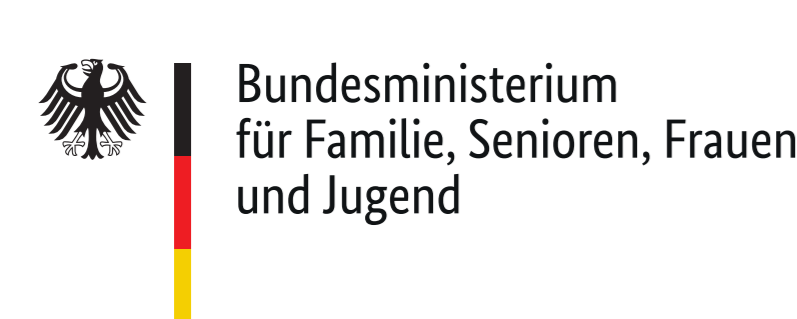 Bundesministerium
für Familie, Senioren, Frauen
und Jugend